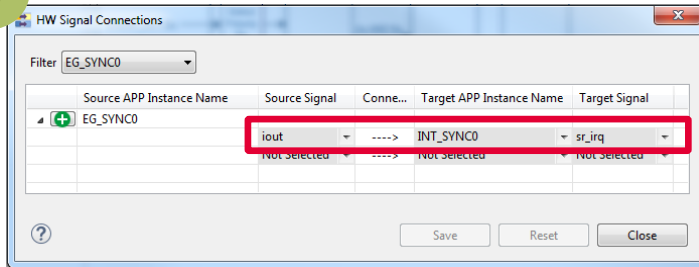 HW Signal Connections
Filter EG_SYNC0
Source APP Instance Name Source Signal Conne... Target APP Instance Name Target Signal
EG_SYNC0
iout ----> INT_SYNC0 sr_irq
Not Selected ----> Not Selected Not Selected
Save Reset Close